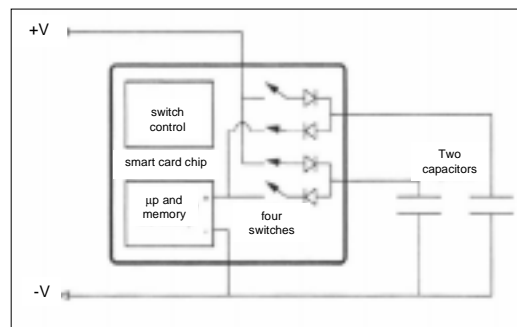 +V
switch
control
smart card chip
µp and
memory
four
switches
Two
capacitors
-V